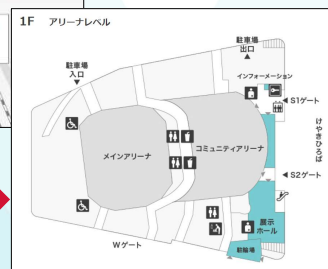 1F アリーナレベル
駐車場
出口
駐車場
入口
インフォーメーション
S1ゲート
けやきひろば
メインアリーナ
コミュニティアリーナ
S2ゲート
展示
ホール
Wゲート
駐輪場